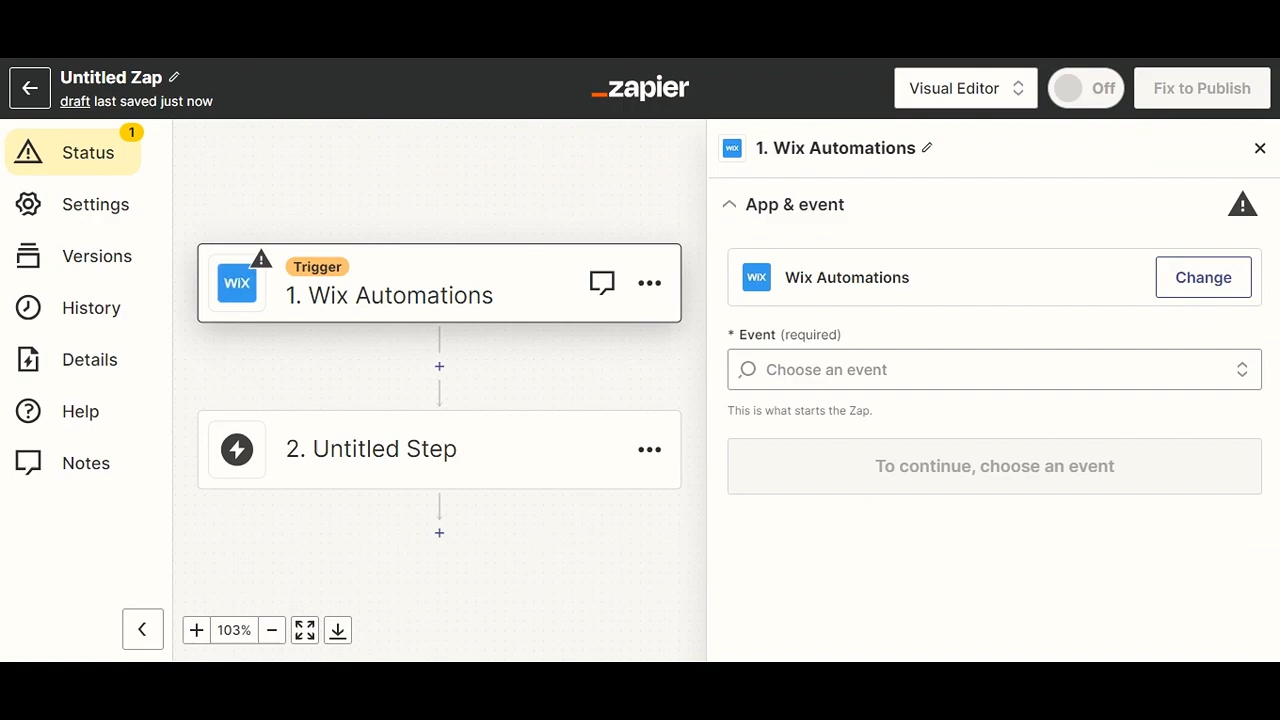 Untitled Zap
draft last saved just now
zapier
Visual Editor
Off
Fix to Publish
1
Status
Settings
Versions
History
Details
Help
Notes
WiX
Trigger
1. Wix Automations
2. Untitled Step
103%
WiX
1. Wix Automations
App & event
WiX
Wix Automations
Change
* Event (required)
Choose an event
This is what starts the Zap.
To continue, choose an event